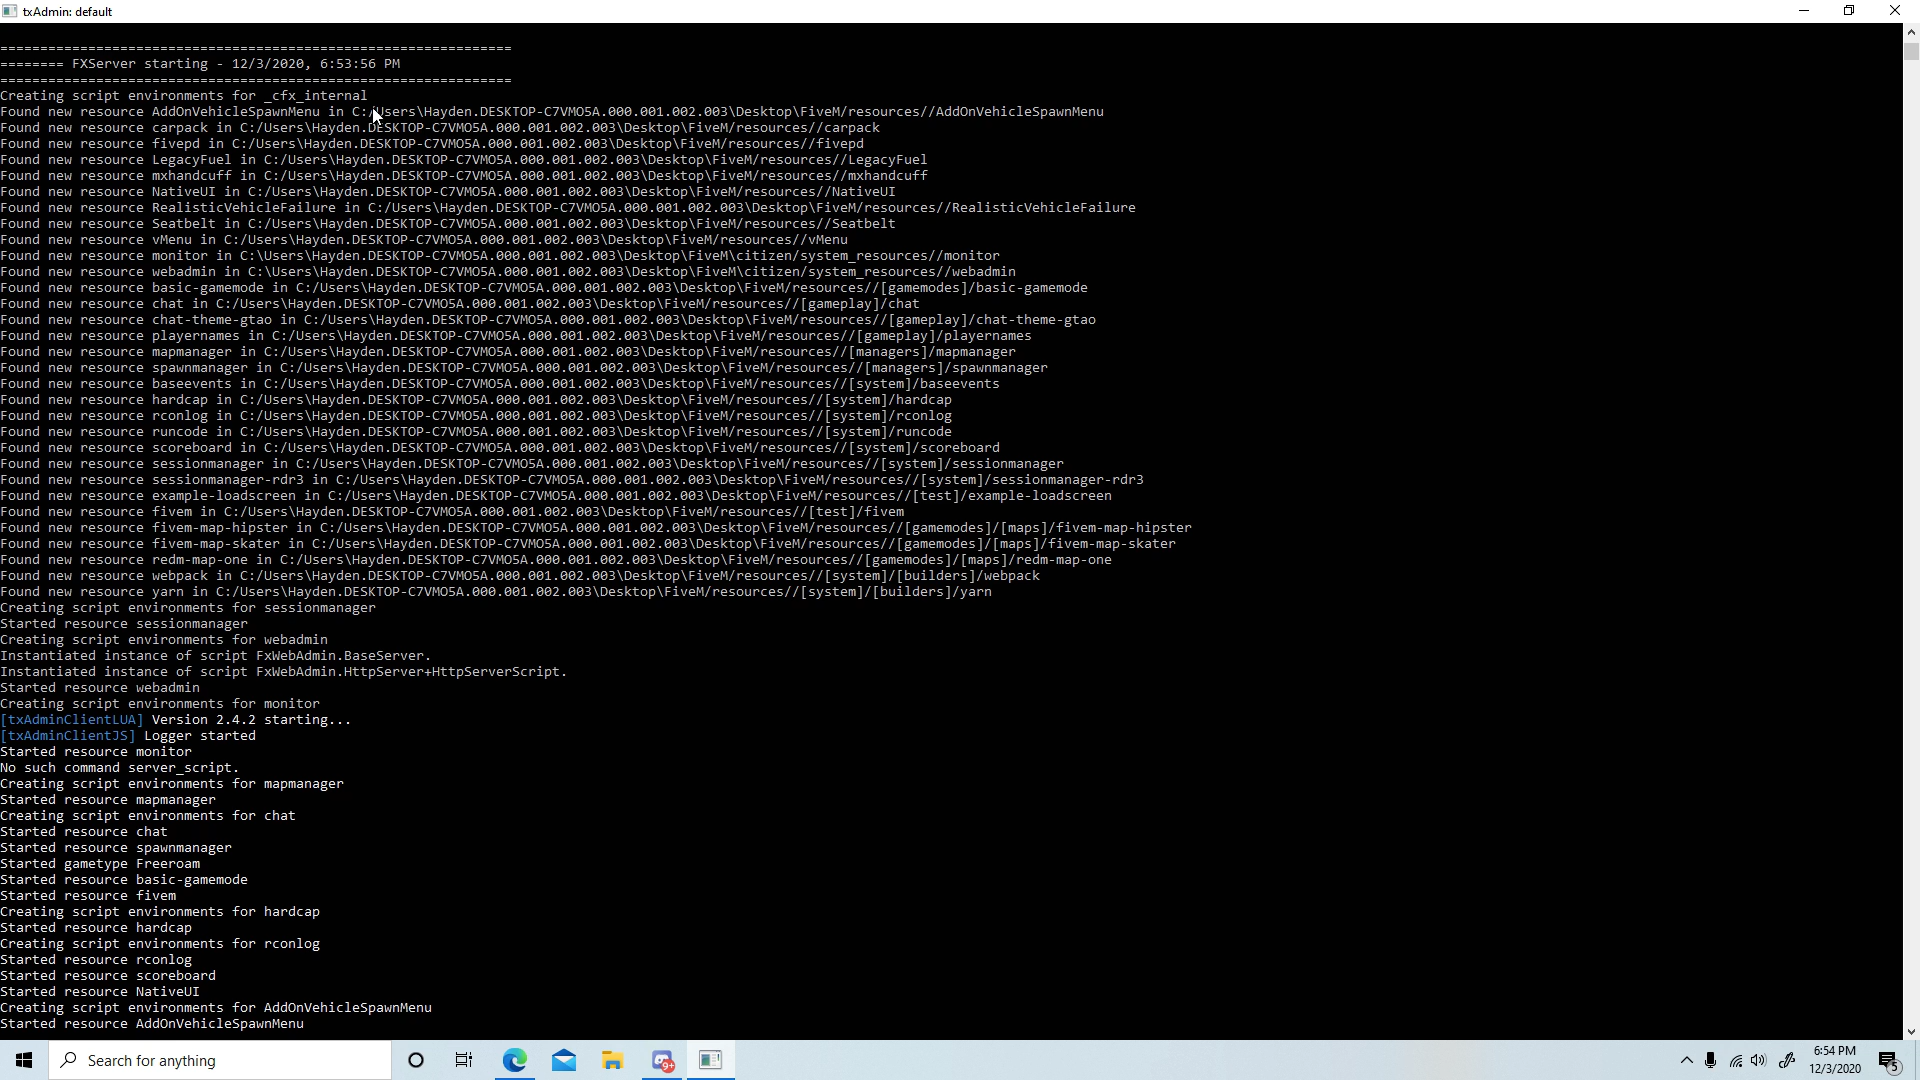 txAdmin: default
================================================================
======== FXServer starting - 12/3/2020, 6:53:56 PM
================================================================
Creating script environments for _cfx_internal
Found new resource AddOnVehicleSpawnMenu in C:/Users\Hayden.DESKTOP-C7VMO5A.000.001.002.003\Desktop\FiveM/resources//AddOnVehicleSpawnMenu
Found new resource carpack in C:/Users\Hayden.DESKTOP-C7VMO5A.000.001.002.003\Desktop\FiveM/resources//carpack
Found new resource fivepd in C:/Users\Hayden.DESKTOP-C7VMO5A.000.001.002.003\Desktop\FiveM/resources//fivepd
Found new resource LegacyFuel in C:/Users\Hayden.DESKTOP-C7VMO5A.000.001.002.003\Desktop\FiveM/resources//LegacyFuel
Found new resource mxhandcuff in C:/Users\Hayden.DESKTOP-C7VMO5A.000.001.002.003\Desktop\FiveM/resources//mxhandcuff
Found new resource NativeUI in C:/Users\Hayden.DESKTOP-C7VMO5A.000.001.002.003\Desktop\FiveM/resources//NativeUI
Found new resource RealisticVehicleFailure in C:/Users\Hayden.DESKTOP-C7VMO5A.000.001.002.003\Desktop\FiveM/resources//RealisticVehicleFailure
Found new resource Seatbelt in C:/Users\Hayden.DESKTOP-C7VMO5A.000.001.002.003\Desktop\FiveM/resources//Seatbelt
Found new resource vMenu in C:/Users\Hayden.DESKTOP-C7VMO5A.000.001.002.003\Desktop\FiveM/resources//vMenu
Found new resource monitor in C:\Users\Hayden.DESKTOP-C7VMO5A.000.001.002.003\Desktop\FiveM\citizen/system_resources//monitor
Found new resource webadmin in C:\Users\Hayden.DESKTOP-C7VMO5A.000.001.002.003\Desktop\FiveM\citizen/system_resources//webadmin
Found new resource basic-gamemode in C:/Users\Hayden.DESKTOP-C7VMO5A.000.001.002.003\Desktop\FiveM/resources//[gamemodes]/basic-gamemode
Found new resource chat in C:/Users\Hayden.DESKTOP-C7VMO5A.000.001.002.003\Desktop\FiveM/resources//[gameplay]/chat
Found new resource chat-theme-gtao in C:/Users\Hayden.DESKTOP-C7VMO5A.000.001.002.003\Desktop\FiveM/resources//[gameplay]/chat-theme-gtao
Found new resource playernames in C:/Users\Hayden.DESKTOP-C7VMO5A.000.001.002.003\Desktop\FiveM/resources//[gameplay]/playernames
Found new resource mapmanager in C:/Users\Hayden.DESKTOP-C7VMO5A.000.001.002.003\Desktop\FiveM/resources//[managers]/mapmanager
Found new resource spawnmanager in C:/Users\Hayden.DESKTOP-C7VMO5A.000.001.002.003\Desktop\FiveM/resources//[managers]/spawnmanager
Found new resource baseevents in C:/Users\Hayden.DESKTOP-C7VMO5A.000.001.002.003\Desktop\FiveM/resources//[system]/baseevents
Found new resource hardcap in C:/Users\Hayden.DESKTOP-C7VMO5A.000.001.002.003\Desktop\FiveM/resources//[system]/hardcap
Found new resource rconlog in C:/Users\Hayden.DESKTOP-C7VMO5A.000.001.002.003\Desktop\FiveM/resources//[system]/rconlog
Found new resource runcode in C:/Users\Hayden.DESKTOP-C7VMO5A.000.001.002.003\Desktop\FiveM/resources//[system]/runcode
Found new resource scoreboard in C:/Users\Hayden.DESKTOP-C7VMO5A.000.001.002.003\Desktop\FiveM/resources//[system]/scoreboard
Found new resource sessionmanager in C:/Users\Hayden.DESKTOP-C7VMO5A.000.001.002.003\Desktop\FiveM/resources//[system]/sessionmanager
Found new resource sessionmanager-rdr3 in C:/Users\Hayden.DESKTOP-C7VMO5A.000.001.002.003\Desktop\FiveM/resources//[system]/sessionmanager-rdr3
Found new resource example-loadscreen in C:/Users\Hayden.DESKTOP-C7VMO5A.000.001.002.003\Desktop\FiveM/resources//[test]/example-loadscreen
Found new resource fivem in C:/Users\Hayden.DESKTOP-C7VMO5A.000.001.002.003\Desktop\FiveM/resources//[test]/fivem
Found new resource fivem-map-hipster in C:/Users\Hayden.DESKTOP-C7VMO5A.000.001.002.003\Desktop\FiveM/resources//[gamemodes]/[maps]/fivem-map-hipster
Found new resource fivem-map-skater in C:/Users\Hayden.DESKTOP-C7VMO5A.000.001.002.003\Desktop\FiveM/resources//[gamemodes]/[maps]/fivem-map-skater
Found new resource redm-map-one in C:/Users\Hayden.DESKTOP-C7VMO5A.000.001.002.003\Desktop\FiveM/resources//[gamemodes]/[maps]/redm-map-one
Found new resource webpack in C:/Users\Hayden.DESKTOP-C7VMO5A.000.001.002.003\Desktop\FiveM/resources//[system]/[builders]/webpack
Found new resource yarn in C:/Users\Hayden.DESKTOP-C7VMO5A.000.001.002.003\Desktop\FiveM/resources//[system]/[builders]/yarn
Creating script environments for sessionmanager
Started resource sessionmanager
Creating script environments for webadmin
Instantiated instance of script FxWebAdmin.BaseServer.
Instantiated instance of script FxWebAdmin.HttpServer+HttpServerScript.
Started resource webadmin
Creating script environments for monitor
[txAdminClientLUA] Version 2.4.2 starting...
[txAdminClientJS] Logger started
Started resource monitor
No such command server_script.
Creating script environments for mapmanager
Started resource mapmanager
Creating script environments for chat
Started resource chat
Started resource spawnmanager
Started gametype Freeroam
Started resource basic-gamemode
Started resource fivem
Creating script environments for hardcap
Started resource hardcap
Creating script environments for rconlog
Started resource rconlog
Started resource scoreboard
Started resource NativeUI
Creating script environments for AddOnVehicleSpawnMenu
Started resource AddOnVehicleSpawnMenu
Search for anything
9+
6:54 PM
12/3/2020
5